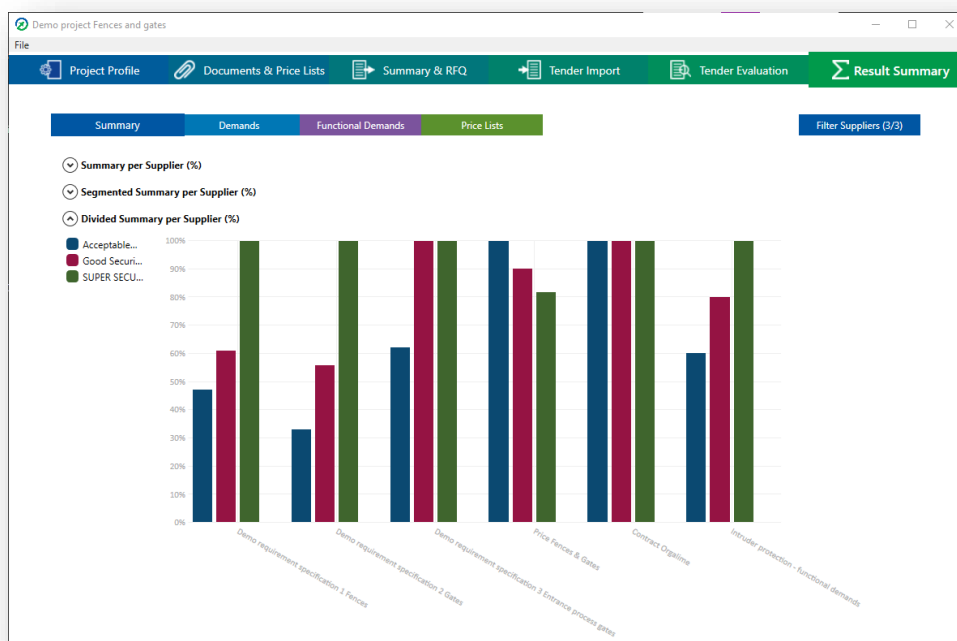 Demo project Fences and gates
File
Project Profile
Documents & Price Lists
Summary & RFQ
Tender Import
Tender Evaluation
Result Summary
Summary
Demands
Functional Demands
Price Lists
Filter Suppliers (3/3)
Summary per Supplier (%)
Segmented Summary per Supplier (%)
Divided Summary per Supplier (%)
Acceptable...
Good Securi...
SUPER SECU...
100%
90%
80%
70%
60%
50%
40%
30%
20%
10%
0%
Demo requirement specification 1 Fences
Demo requirement specification 2 Gates
Demo requirement specification 3 Entrance process gates
Price Fences & Gates
Contract Orgalime
Intruder protection - functional demands